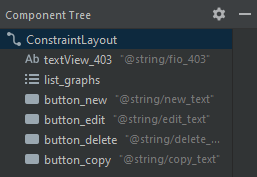 Component Tree
ConstraintLayout
Ab textView_403 "@string/fio_403"
list_graphs
button_new "@string/new_text"
button_edit "@string/edit_text"
button_delete "@string/delete_...
button_copy "@string/copy_text"